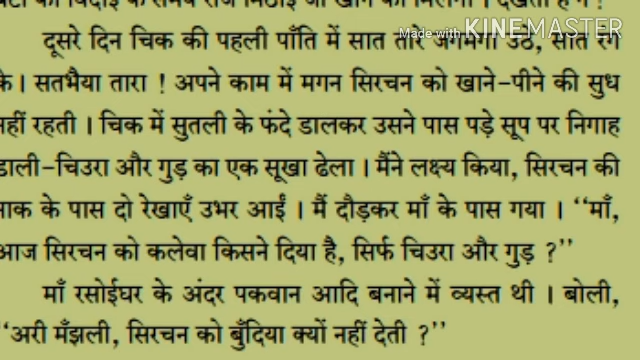 Made with KINEMASTER
दूसरे दिन चिक की पहली पाँति में सात तारे जगमगा उठे, सात रंग
के। सतभैया तारा ! अपने काम में मगन सिरचन को खाने-पीने की सुध
नहीं रहती । चिक में सुतली के फंदे डालकर उसने पास पड़े सूप पर निगाह
डाली-चिउरा और गुड़ का एक सूखा ढेला । मैंने लक्ष्य किया, सिरचन की
नाक के पास दो रेखाएँ उभर आईं । मैं दौड़कर माँ के पास गया । ‘‘माँ,
आज सिरचन को कलेवा किसने दिया है, सिर्फ चिउरा और गुड़ ?’’
माँ रसोईघर के अंदर पकवान आदि बनाने में व्यस्त थी । बोली,
‘‘अरी मँझली, सिरचन को बुँदिया क्यों नहीं देती ?’’